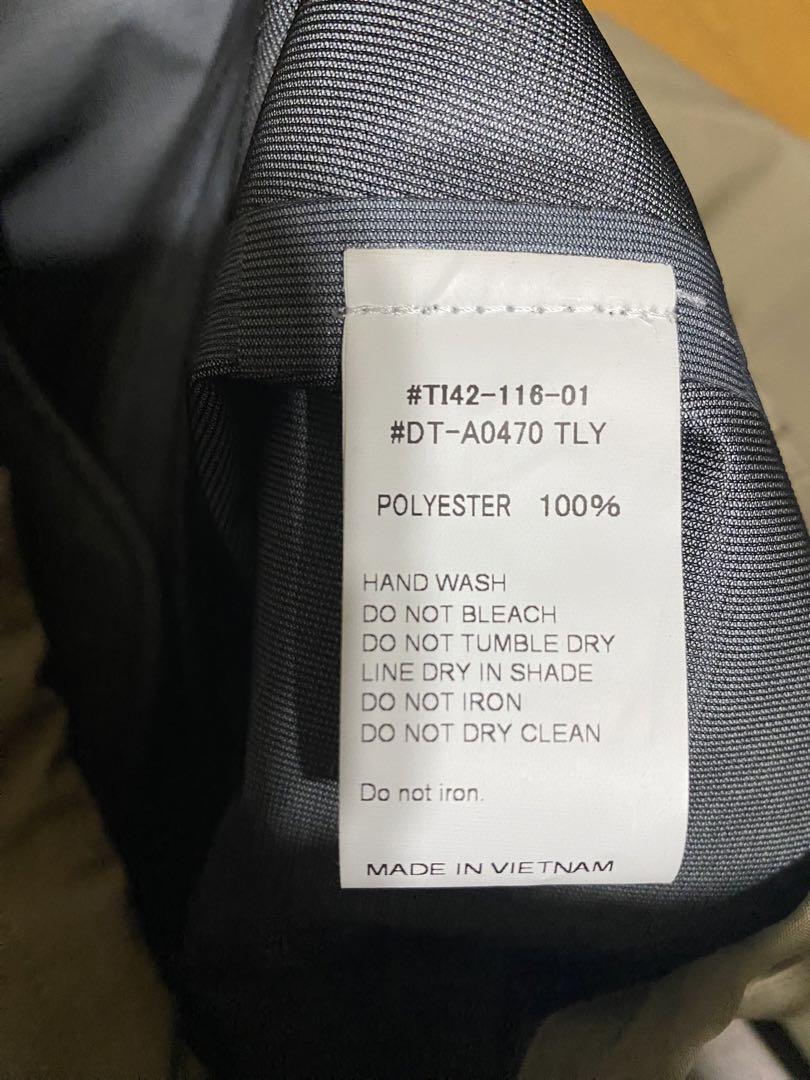 #TI42-116-01
#DT-A0470 TLY
POLYESTER 100%
HAND WASH
DO NOT BLEACH
DO NOT TUMBLE DRY
LINE DRY IN SHADE
DO NOT IRON
DO NOT DRY CLEAN
Do not iron.
MADE IN VIETNAM